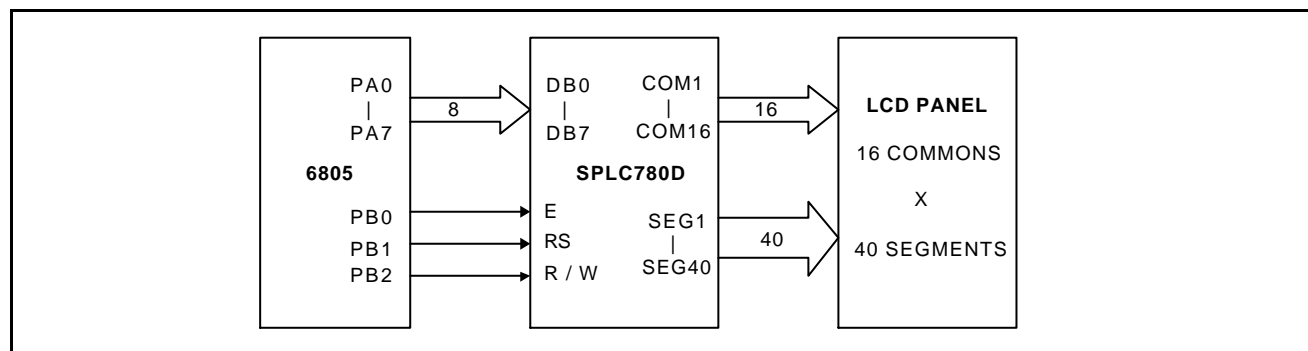 PA0
|
PA7
6805
PB0
PB1
PB2
8
DB0
|
DB7
SPLC780D
E
RS
R / W
COM1
|
COM16
SEG1
|
SEG40
16
40
LCD PANEL
16 COMMONS
X
40 SEGMENTS